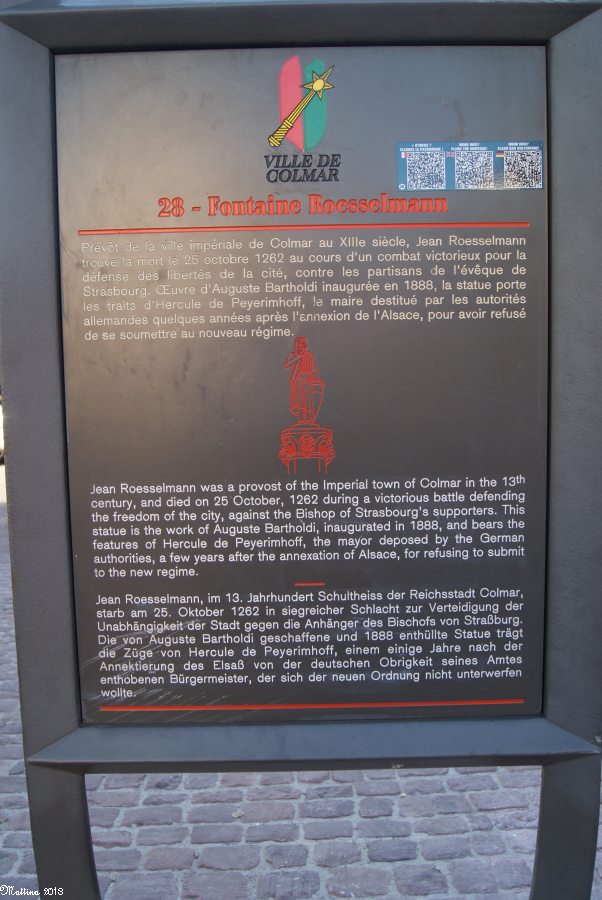 VILLE DE
COLMAR
+ D'INFOS ?
FLASHEZ LE PATRIMOINE !
MORE INFO?
FLASH THE HERITAGE!
MEHR INFO?
28 - Fontaine Roesselmann
Prévôt de la ville impériale de Colmar au XIIIe siècle, Jean Roesselmann
trouve la mort le 25 octobre 1262 au cours d'un combat victorieux pour la
défense des libertés de la cité, contre les partisans de l'évêque de
Strasbourg. Œuvre d'Auguste Bartholdi inaugurée en 1888, la statue porte
les traits d'Hercule de Peyerimhoff, le maire destitué par les autorités
allemandes quelques années après l'annexion de l'Alsace, pour avoir refusé
de se soumettre au nouveau régime.
Jean Roesselmann was a provost of the Imperial town of Colmar in the 13th
century, and died on 25 October, 1262 during a victorious battle defending
the freedom of the city, against the Bishop of Strasbourg's supporters. This
statue is the work of Auguste Bartholdi, inaugurated in 1888, and bears the
features of Hercule de Peyerimhoff, the mayor deposed by the German
authorities, a few years after the annexation of Alsace, for refusing to submit
to the new regime.
Jean Roesselmann, im 13. Jahrhundert Schultheiss der Reichsstadt Colmar,
starb am 25. Oktober 1262 in siegreicher Schlacht zur Verteidigung der
Unabhängigkeit der Stadt gegen die Anhänger des Bischofs von Straßburg.
Die von Auguste Bartholdi geschaffene und 1888 enthüllte Statue trägt
die Züge von Hercule de Peyerimhoff, einem einige Jahre nach der
Annektierung des Elsaß von der deutschen Obrigkeit seines Amtes
enthobenen Bürgermeister, der sich der neuen Ordnung nicht unterwerfen
wollte.
Mattina 2018